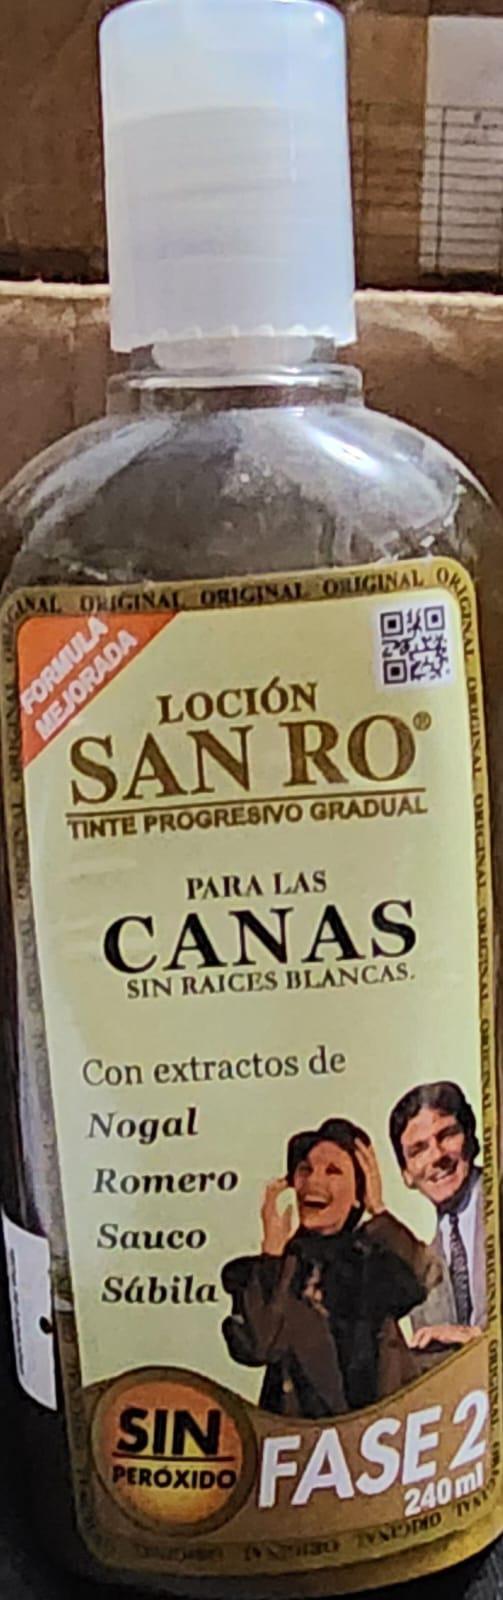 ORIGINAL ORIGINAL ORIGINAL ORIGINAL
FORMULA
MEJORADA
LOCIÓN
SAN RO®
TINTE PROGRESIVO GRADUAL
PARA LAS
CANAS
SIN RAICES BLANCAS.
Con extractos de
Nogal
Romero
Sauco
Sábila
SIN
PERÓXIDO
FASE 2
240 ml